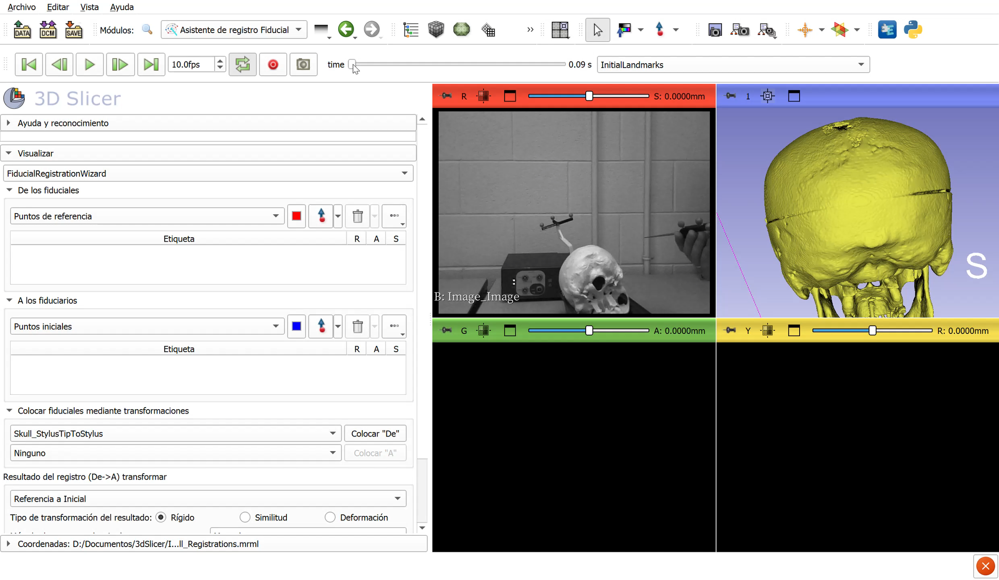 Archivo Editar Vista Ayuda
DATA DCM SAVE Módulos: Asistente de registro Fiducial
10.0fps time 0.09 s InitialLandmarks
3D Slicer
R S: 0.0000mm 1
Ayuda y reconocimiento
Visualizar
FiducialRegistrationWizard
De los fiduciales
Puntos de referencia
Etiqueta R A S
S
B: Image_Image
A los fiduciarios
Puntos iniciales
G A: 0.0000mm Y R: 0.0000mm
Etiqueta R A S
Colocar fiduciales mediante transformaciones
Skull_StylusTipToStylus Colocar "De"
Ninguno Colocar "A"
Resultado del registro (De->A) transformar
Referencia a Inicial
Tipo de transformación del resultado: Rígido Similitud Deformación
Coordenadas: D:/Documentos/3dSlicer/I...ll_Registrations.mrml